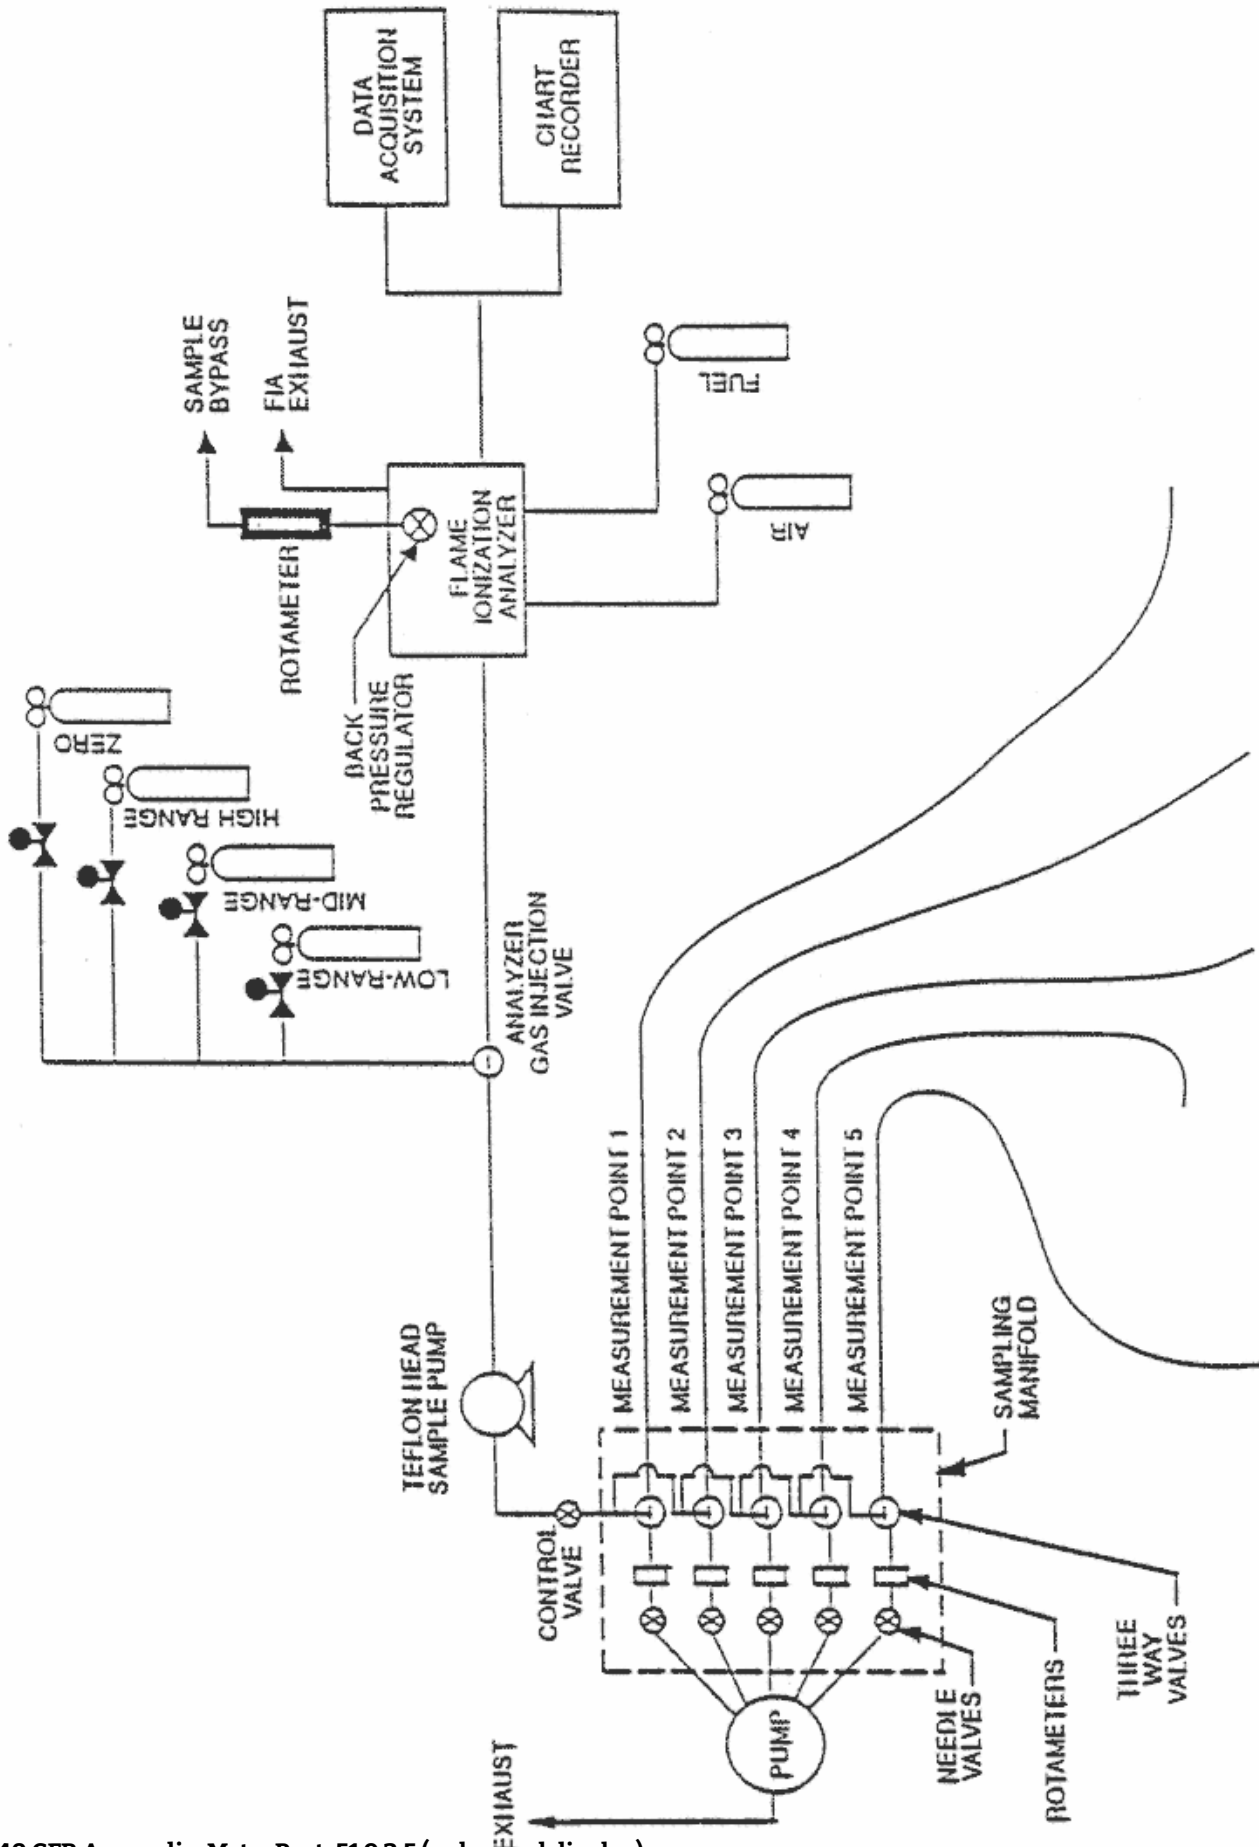 DATA
ACQUISITION
SYSTEM
CHART
RECORDER
SAMPLE
BYPASS
FIA
EXHAUST
FUEL
ROTAMETER
FLAME
IONIZATION
ANALYZER
AIR
ZERO
HIGH RANGE
MID-RANGE
LOW-RANGE
BACK
PRESSURE
REGULATOR
ANALYZER
GAS INJECTION
VALVE
TEFLON HEAD
SAMPLE PUMP
MEASUREMENT POINT 1
MEASUREMENT POINT 2
MEASUREMENT POINT 3
MEASUREMENT POINT 4
MEASUREMENT POINT 5
SAMPLING
MANIFOLD
CONTROL
VALVE
THREE
WAY
VALVES
ROTAMETERS
NEEDLE
VALVES
PUMP
EXHAUST